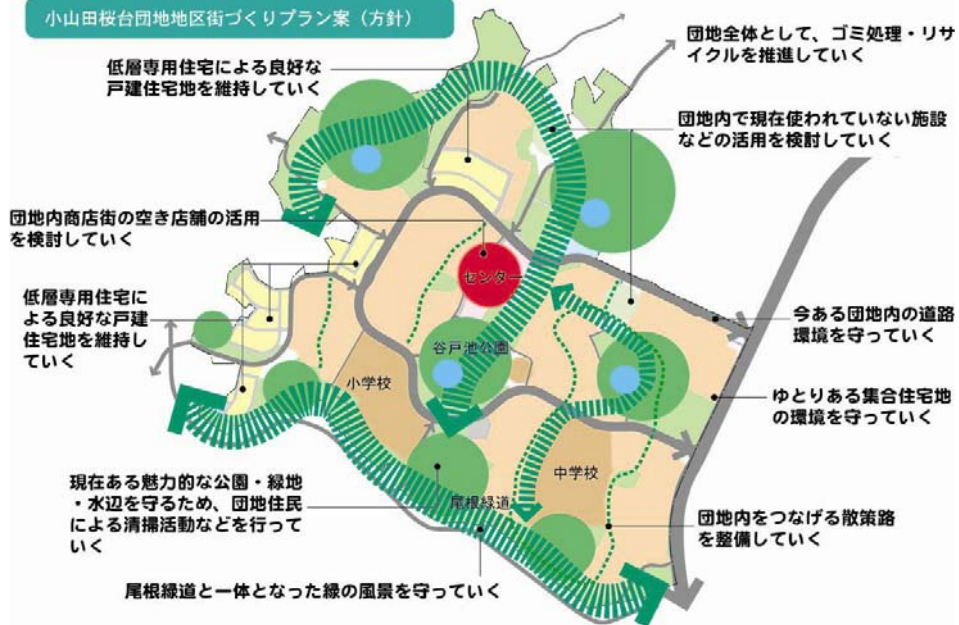 小山田桜台団地地区街づくりプラン案（方針）
低層専用住宅による良好な
戸建住宅地を維持していく
団地全体として、ゴミ処理・リサ
イクルを推進していく
団地内で現在使われていない施設
などの活用を検討していく
団地内商店街の空き店舗の活用
を検討していく
センター
低層専用住宅に
よる良好な戸建
住宅地を維持し
ていく
今ある団地内の道路
環境を守っていく
谷戸池公園
小学校
ゆとりある集合住宅地
の環境を守っていく
中学校
現在ある魅力的な公園・緑地
・水辺を守るため、団地住民
による清掃活動などを行って
いく
尾根緑道
団地内をつなげる散策路
を整備していく
尾根緑道と一体となった緑の風景を守っていく